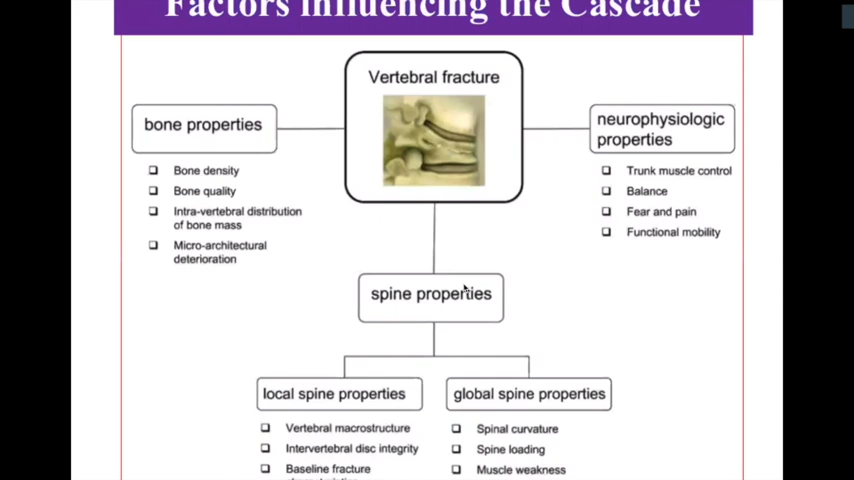 Factors Influencing the Cascade
Vertebral fracture
bone properties
Bone density
Bone quality
Intra-vertebral distribution
of bone mass
Micro-architectural
deterioration
neurophysiologic
properties
Trunk muscle control
Balance
Fear and pain
Functional mobility
spine properties
local spine properties
Vertebral macrostructure
Intervertebral disc integrity
Baseline fracture
global spine properties
Spinal curvature
Spine loading
Muscle weakness